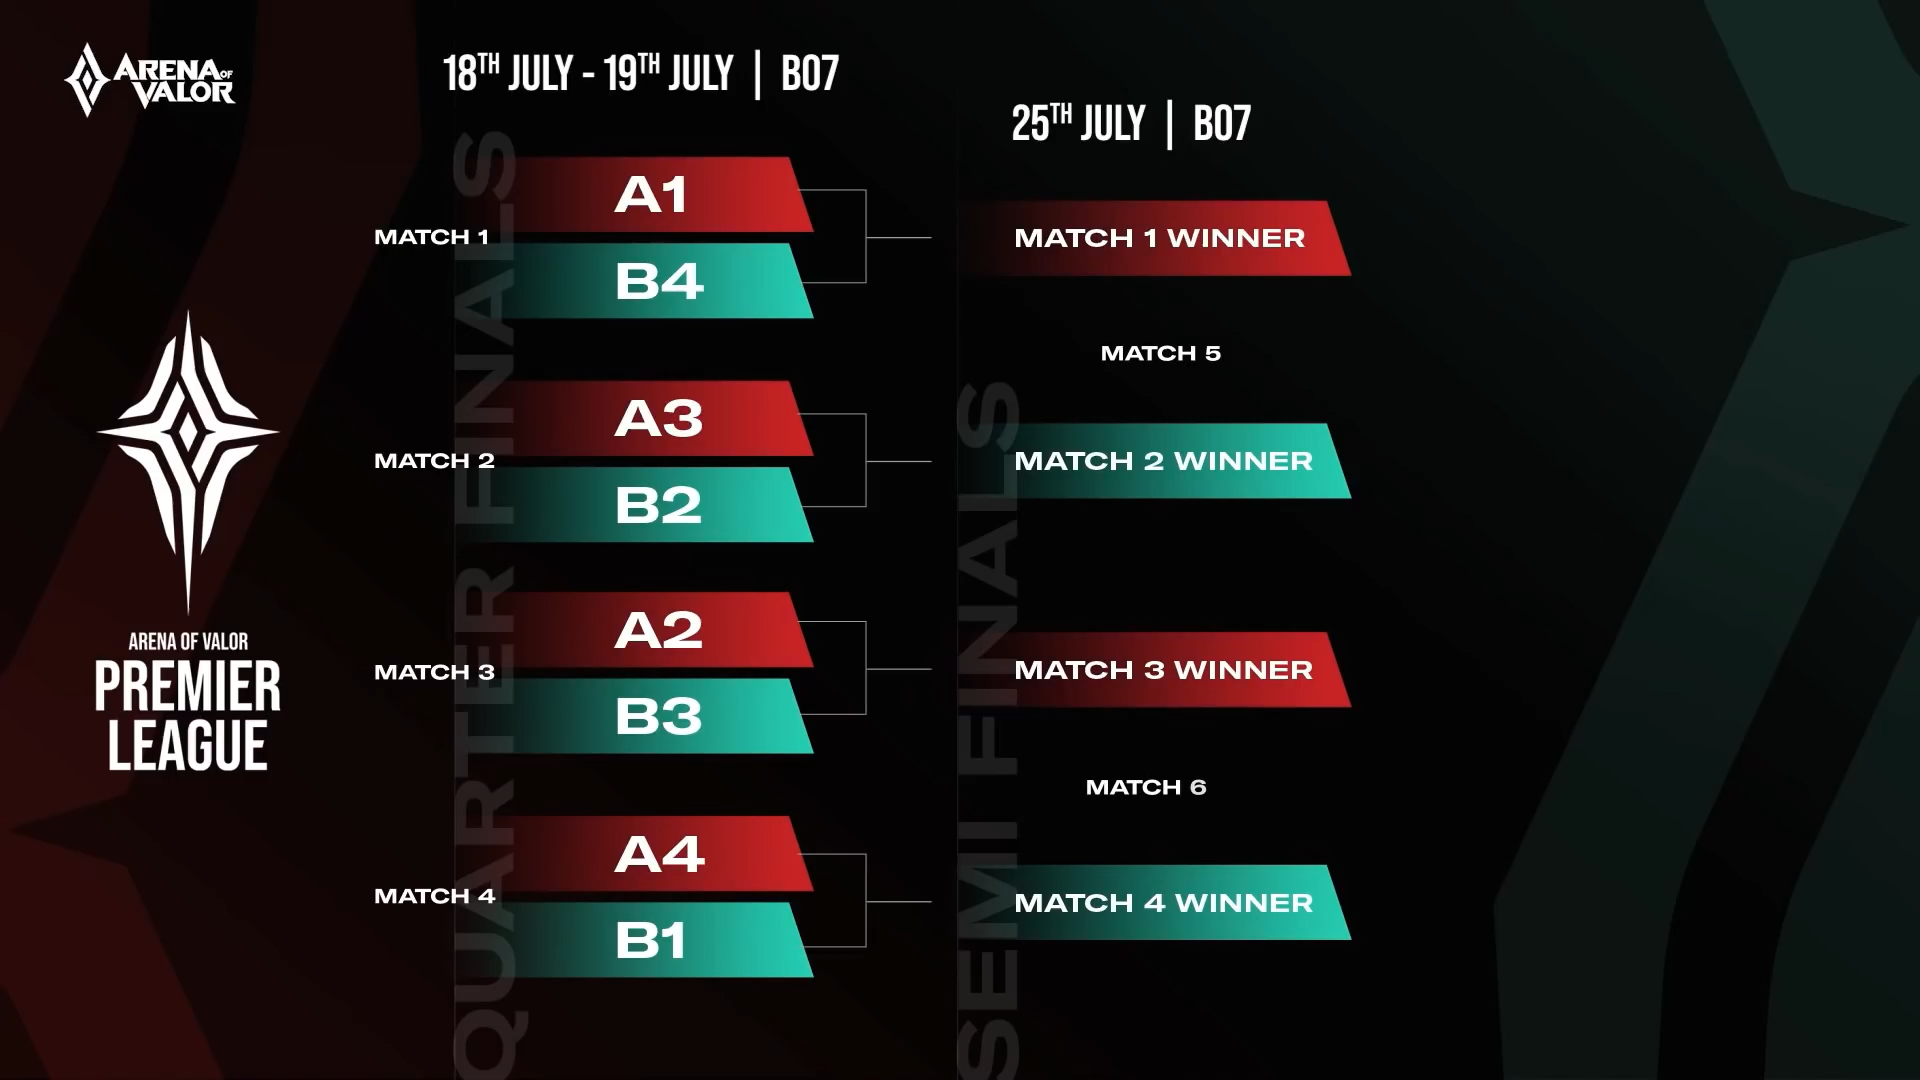 ARENA OF
VALOR
18TH JULY - 19TH JULY | BO7
25TH JULY | BO7
QUARTER FINALS
MATCH 1
A1
B4
MATCH 2
A3
B2
MATCH 3
A2
B3
MATCH 4
A4
B1
SEMI FINALS
MATCH 1 WINNER
MATCH 5
MATCH 2 WINNER
MATCH 3 WINNER
MATCH 6
MATCH 4 WINNER
ARENA OF VALOR
PREMIER
LEAGUE